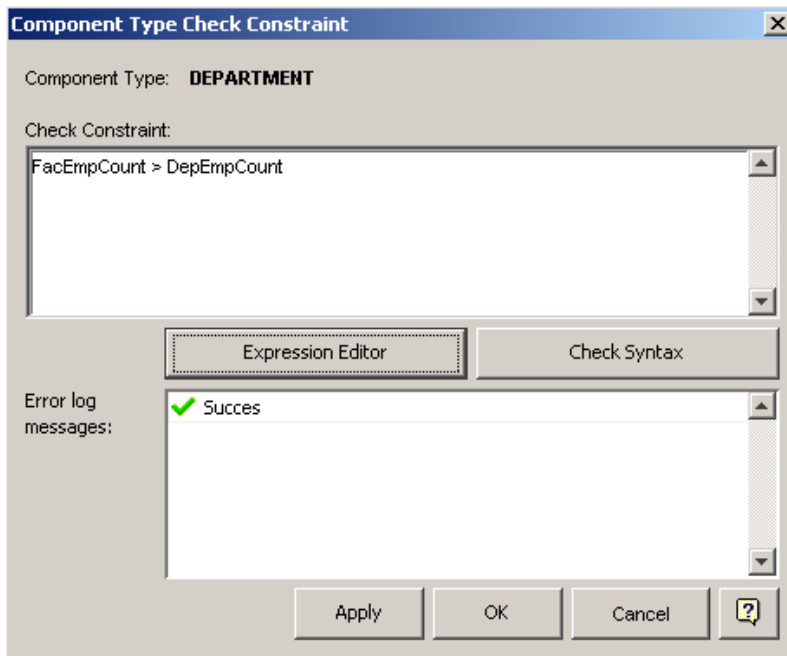 Component Type Check Constraint
Component Type: DEPARTMENT
Check Constraint:
FacEmpCount > DepEmpCount
Expression Editor
Check Syntax
Error log
messages:
Succes
Apply
OK
Cancel
?